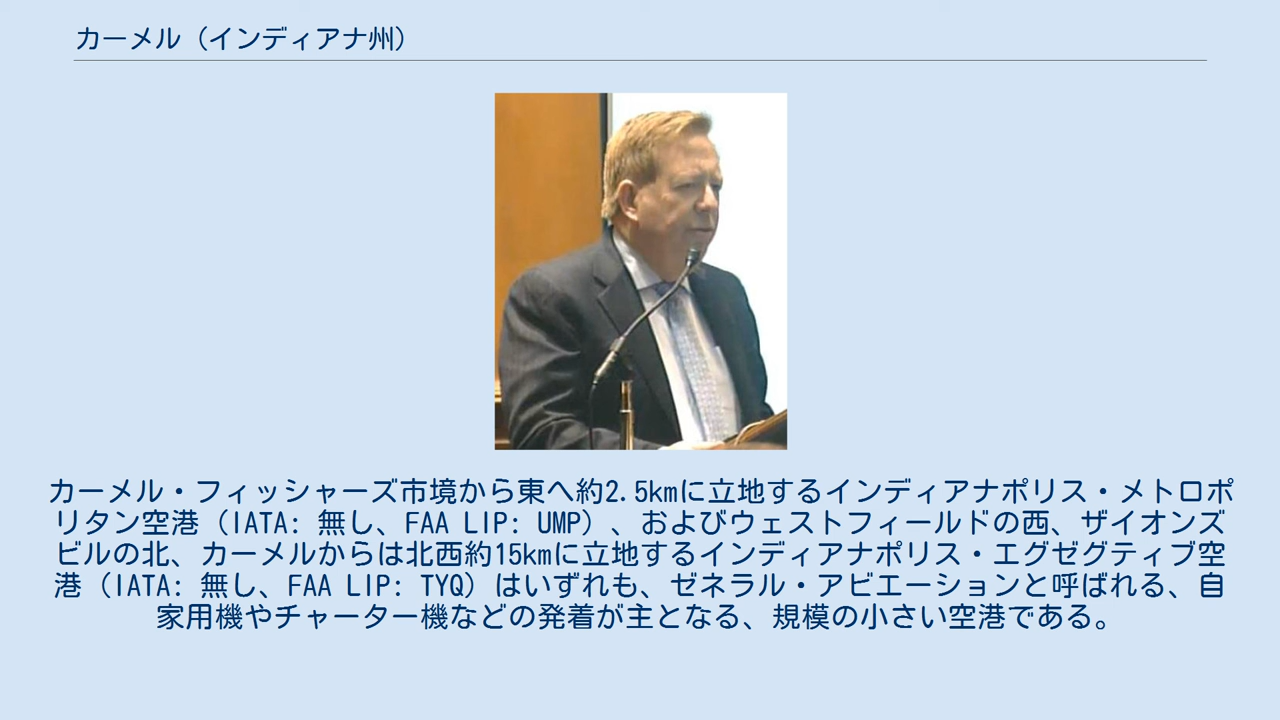 カーメル（インディアナ州）
カーメル・フィッシャーズ市境から東へ約2.5kmに立地するインディアナポリス・メトロポ
リタン空港（IATA: 無し、FAA LIP: UMP）、およびウェストフィールドの西、ザイオンズ
ビルの北、カーメルからは北西約15kmに立地するインディアナポリス・エグゼグティブ空
港（IATA: 無し、FAA LIP: TYQ）はいずれも、ゼネラル・アビエーションと呼ばれる、自
家用機やチャーター機などの発着が主となる、規模の小さい空港である。